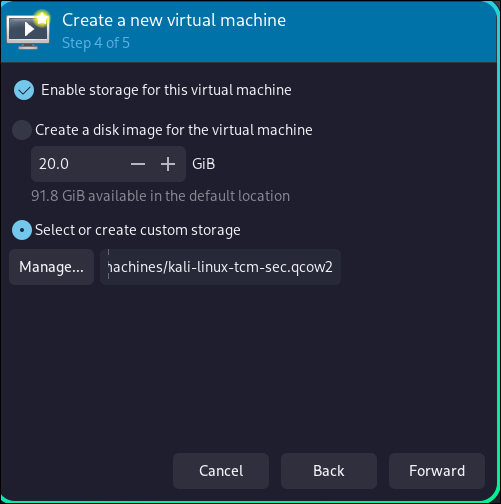 Create a new virtual machine
Step 4 of 5
Enable storage for this virtual machine
Create a disk image for the virtual machine
20.0 − + GiB
91.8 GiB available in the default location
Select or create custom storage
Manage... achines/kali-linux-tcm-sec.qcow2
Cancel Back Forward